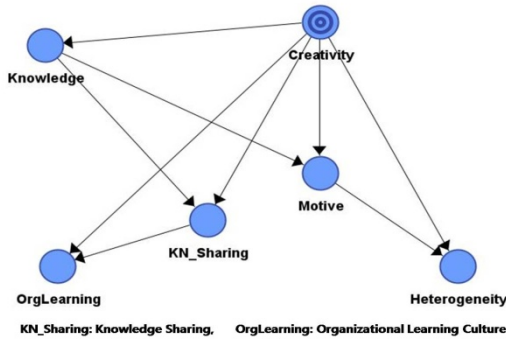 Creativity
Knowledge
Motive
KN_Sharing
OrgLearning
Heterogeneity
KN_Sharing: Knowledge Sharing, OrgLearning: Organizational Learning Culture